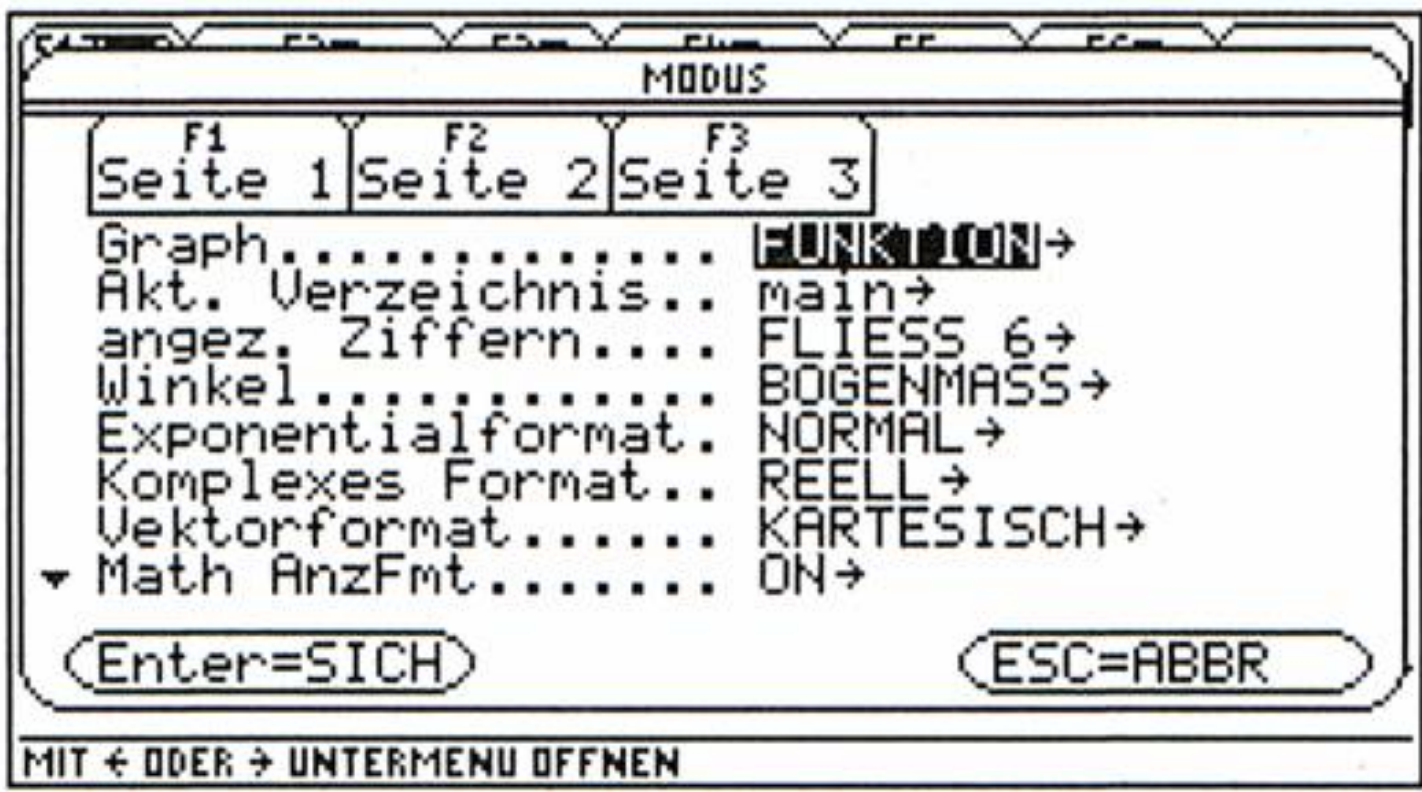 MODUS
F1 F2 F3
Seite 1 Seite 2 Seite 3
Graph............. FUNKTION→
Akt. Verzeichnis.. main→
angez. Ziffern.... FLIESS 6→
Winkel............ BOGENMASS→
Exponentialformat. NORMAL→
Komplexes Format.. REELL→
Vektorformat...... KARTESISCH→
Math AnzFmt....... ON→
Enter=SICH ESC=ABBR
MIT ← ODER → UNTERMENU OFFNEN